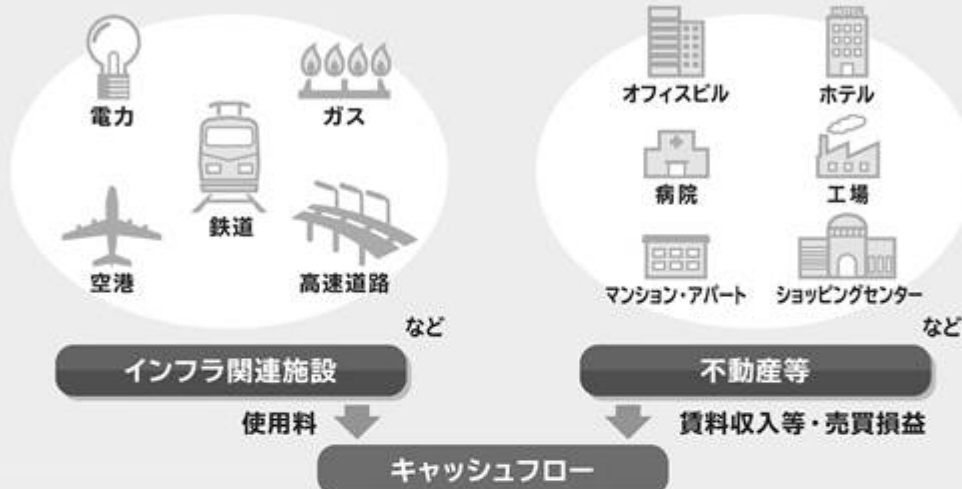 電力
ガス
鉄道
空港
高速道路
など
インフラ関連施設
使用料
オフィスビル
ホテル
病院
工場
マンション・アパート
ショッピングセンター
など
不動産等
賃料収入等・売買損益
キャッシュフロー